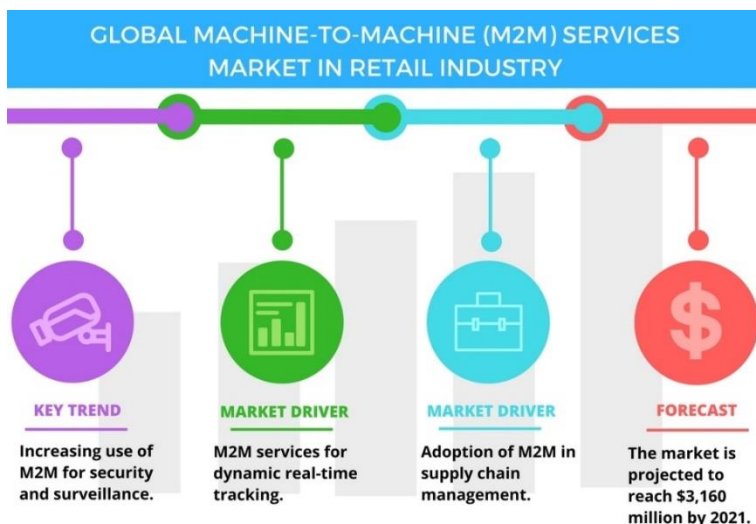 GLOBAL MACHINE-TO-MACHINE (M2M) SERVICES
MARKET IN RETAIL INDUSTRY
KEY TREND
Increasing use of
M2M for security
and surveillance.
MARKET DRIVER
M2M services for
dynamic real-time
tracking.
MARKET DRIVER
Adoption of M2M in
supply chain
management.
$
FORECAST
The market is
projected to
reach $3,160
million by 2021.